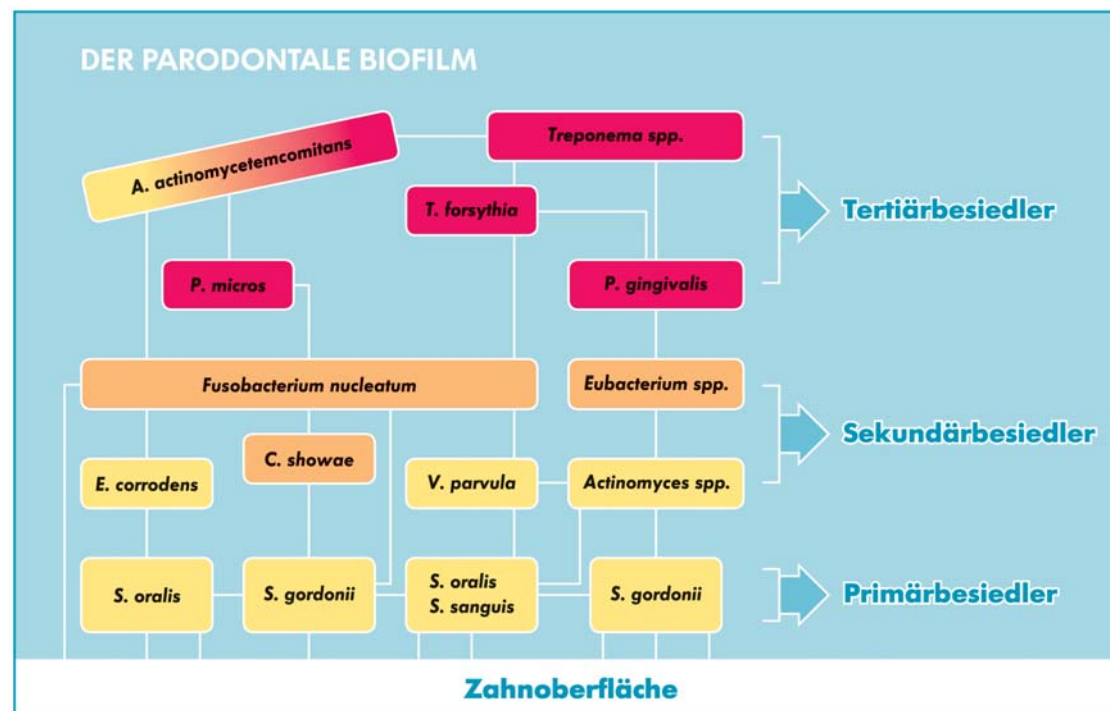 DER PARODONTALE BIOFILM
A. actinomycetemcomitans
Treponema spp.
T. forsythia
P. micros
P. gingivalis
Tertiärbesiedler
Fusobacterium nucleatum
Eubacterium spp.
C. showae
E. corrodens
V. parvula
Actinomyces spp.
Sekundärbesiedler
S. oralis
S. gordonii
S. oralis
S. sanguis
S. gordonii
Primärbesiedler
Zahnoberfläche